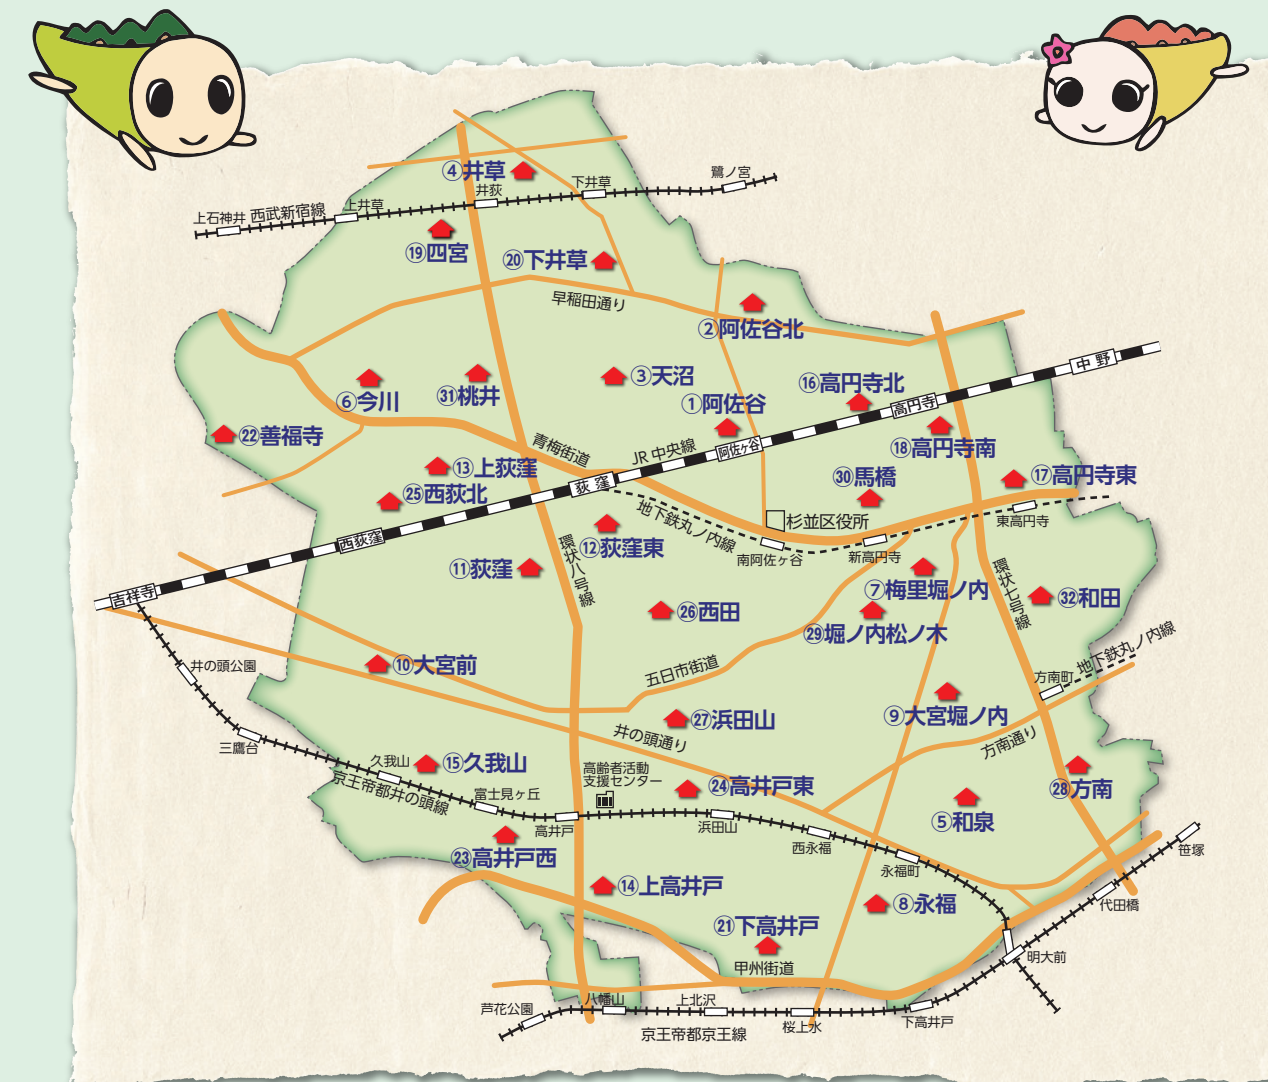 ④井草
鷺ノ宮
下井草
井荻
上井草
西武新宿線
上石神井
⑲四宮
⑳下井草
早稲田通り
②阿佐谷北
中野
⑥今川
㉛桃井
③天沼
⑯高円寺北
①阿佐谷
高円寺
㉒善福寺
青梅街道
JR中央線
阿佐ヶ谷
⑱高円寺南
⑬上荻窪
㉕西荻北
荻窪
㉚馬橋
⑰高円寺東
地下鉄丸ノ内線
杉並区役所
東高円寺
西荻窪
⑫荻窪東
環状八号線
南阿佐ヶ谷
新高円寺
⑪荻窪
⑦梅里堀ノ内
環状七号線
吉祥寺
㉖西田
㉙堀ノ内松ノ木
㉜和田
地下鉄丸ノ内線
井の頭公園
⑩大宮前
五日市街道
方南町
⑨大宮堀ノ内
㉗浜田山
三鷹台
井の頭通り
方南通り
久我山
⑮久我山
高齢者活動
支援センター
㉔高井戸東
㉘方南
京王帝都井の頭線
富士見ヶ丘
高井戸
浜田山
⑤和泉
西永福
笹塚
㉓高井戸西
永福町
⑭上高井戸
⑧永福
代田橋
㉑下高井戸
甲州街道
明大前
芦花公園
八幡山
上北沢
桜上水
下高井戸
京王帝都京王線